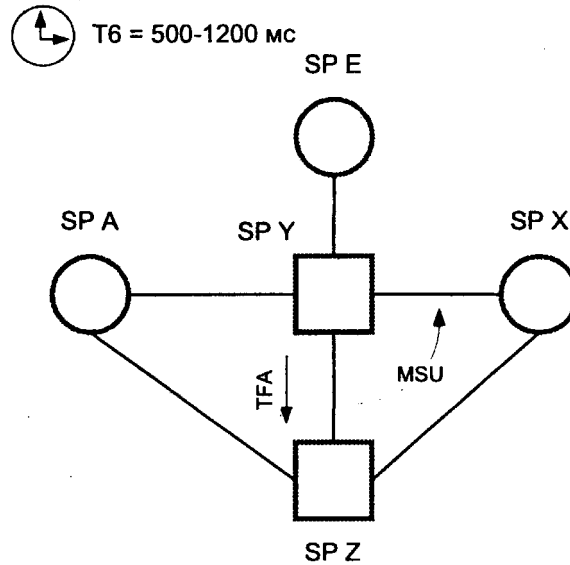 T6 = 500-1200 мс
SP E
SP A
SP Y
SP X
MSU
TFA
SP Z